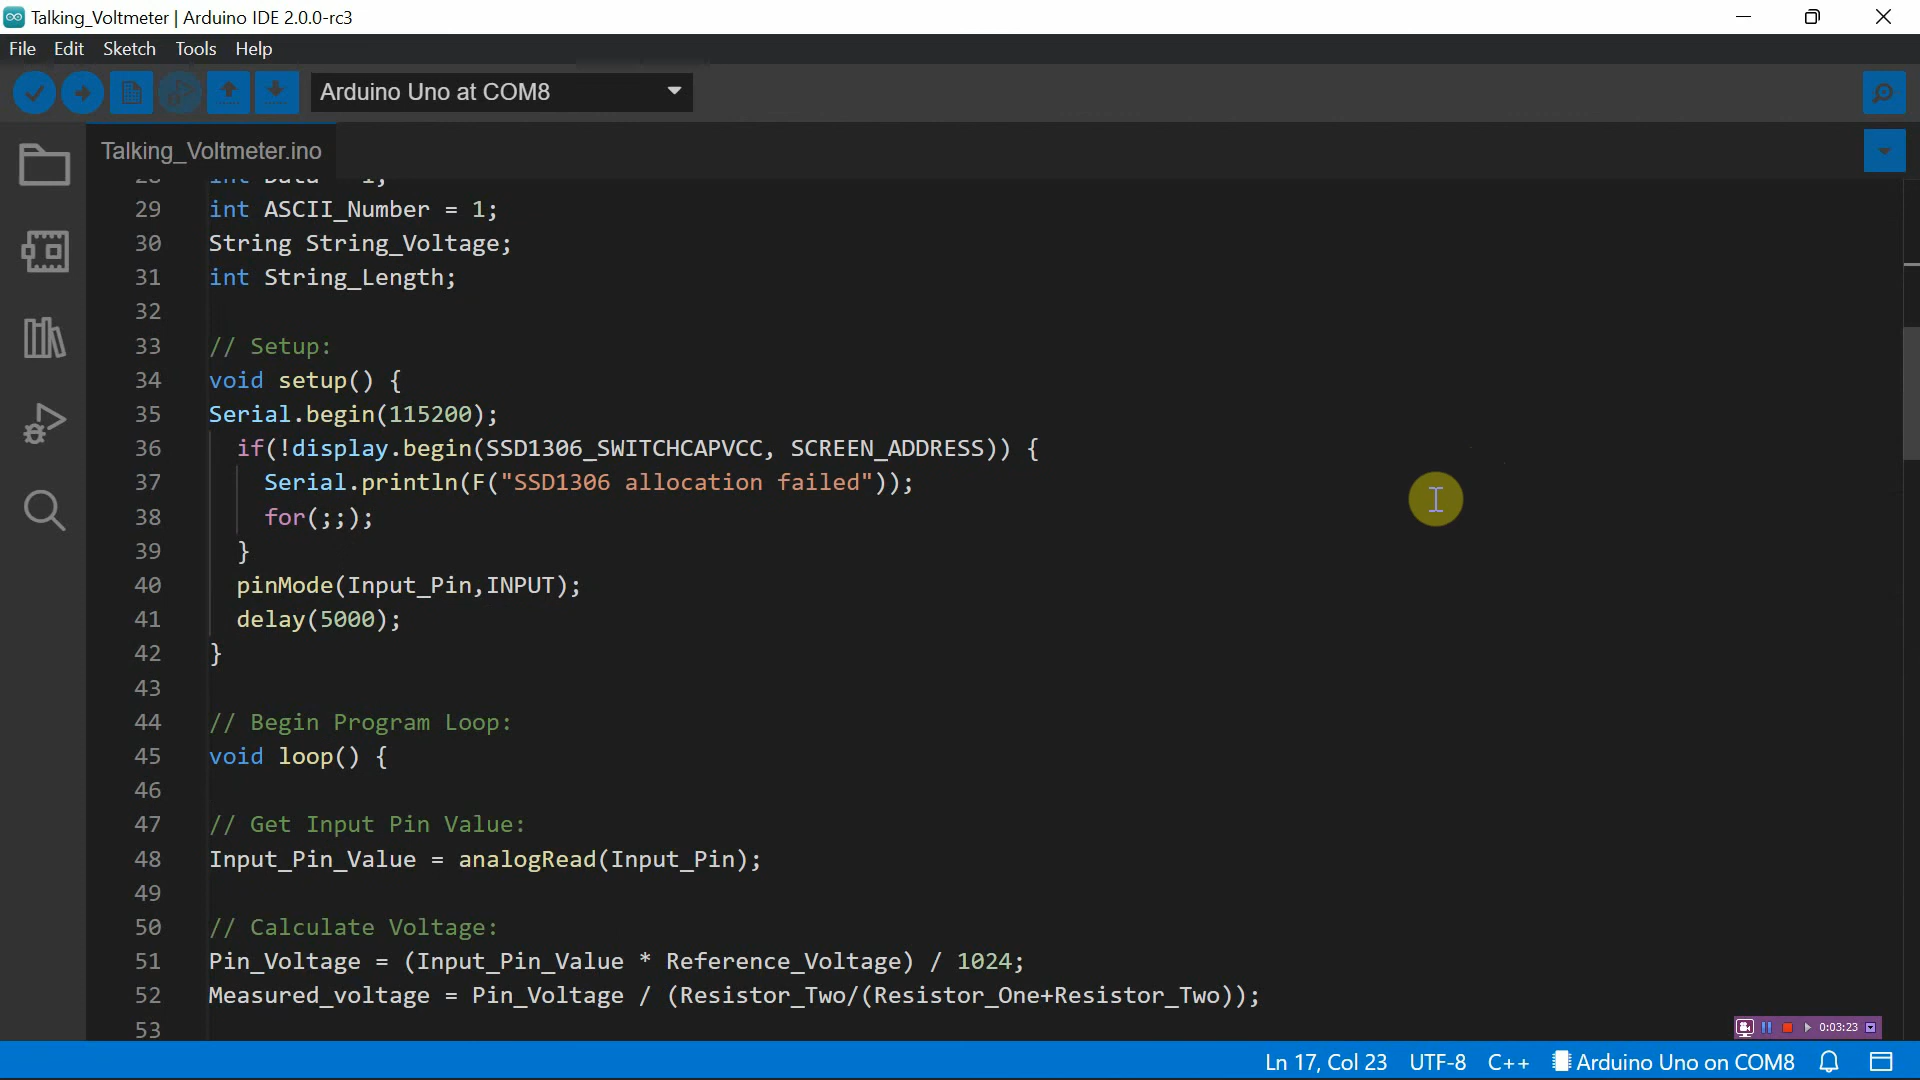 Talking_Voltmeter | Arduino IDE 2.0.0-rc3
File Edit Sketch Tools Help
Arduino Uno at COM8
Talking_Voltmeter.ino
29 int ASCII_Number = 1;
30 String String_Voltage;
31 int String_Length;
32
33 // Setup:
34 void setup() {
35 Serial.begin(115200);
36 if(!display.begin(SSD1306_SWITCHCAPVCC, SCREEN_ADDRESS)) {
37 Serial.println(F("SSD1306 allocation failed"));
38 for(;;);
39 }
40 pinMode(Input_Pin,INPUT);
41 delay(5000);
42 }
43
44 // Begin Program Loop:
45 void loop() {
46
47 // Get Input Pin Value:
48 Input_Pin_Value = analogRead(Input_Pin);
49
50 // Calculate Voltage:
51 Pin_Voltage = (Input_Pin_Value * Reference_Voltage) / 1024;
52 Measured_voltage = Pin_Voltage / (Resistor_Two/(Resistor_One+Resistor_Two));
53
0:03:23
Ln 17, Col 23 UTF-8 C++ Arduino Uno on COM8